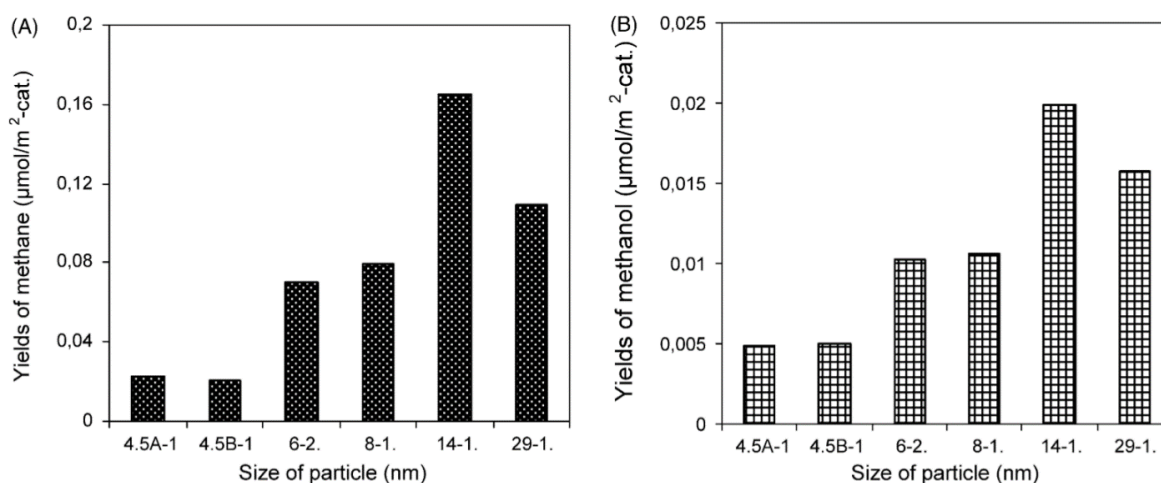 (A)
Yields of methane (µmol/m²-cat.)
0,2
0,16
0,12
0,08
0,04
0
4.5A-1 4.5B-1 6-2. 8-1. 14-1. 29-1.
Size of particle (nm)
(B)
Yields of methanol (µmol/m²-cat.)
0,025
0,02
0,015
0,01
0,005
0
4.5A-1 4.5B-1 6-2. 8-1. 14-1. 29-1.
Size of particle (nm)